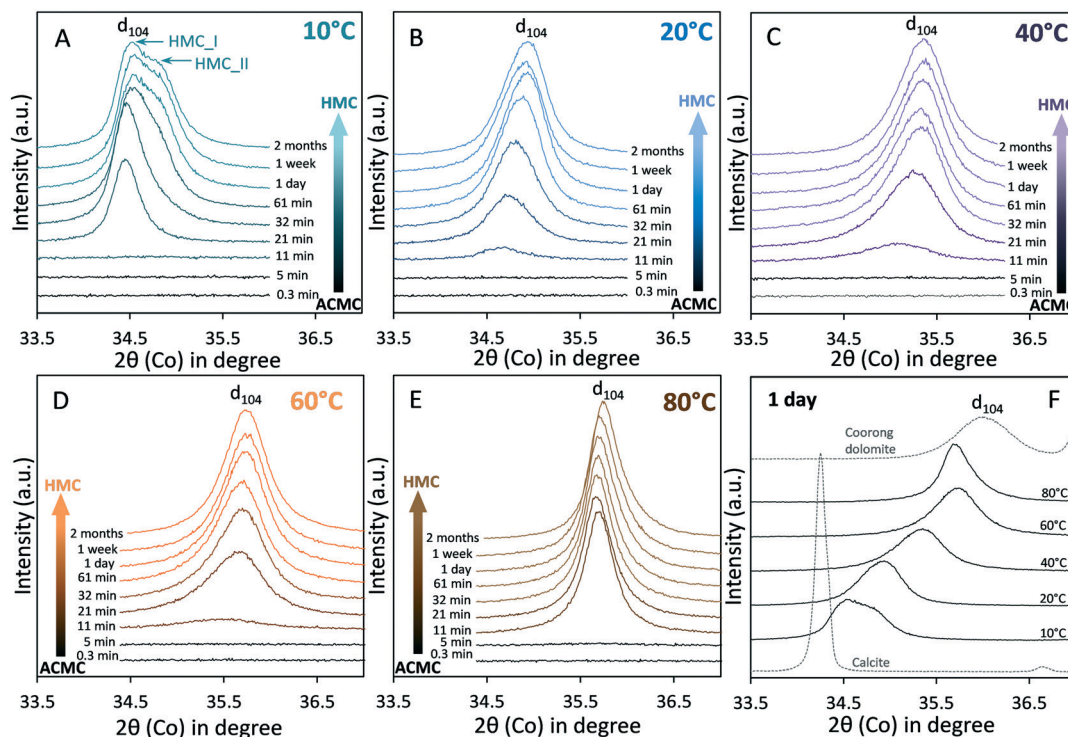 A
d104
10°C
HMC_I
HMC_II
HMC
2 months
1 week
1 day
61 min
32 min
21 min
11 min
5 min
0.3 min
ACMC
Intensity (a.u.)
33.5 34.5 35.5 36.5
2θ (Co) in degree
B
d104
20°C
HMC
2 months
1 week
1 day
61 min
32 min
21 min
11 min
5 min
0.3 min
ACMC
Intensity (a.u.)
33.5 34.5 35.5 36.5
2θ (Co) in degree
C
d104
40°C
HMC
2 months
1 week
1 day
61 min
32 min
21 min
11 min
5 min
0.3 min
ACMC
Intensity (a.u.)
33.5 34.5 35.5 36.5
2θ (Co) in degree
D
d104
60°C
HMC
2 months
1 week
1 day
61 min
32 min
21 min
11 min
5 min
0.3 min
ACMC
Intensity (a.u.)
33.5 34.5 35.5 36.5
2θ (Co) in degree
E
d104
80°C
HMC
2 months
1 week
1 day
61 min
32 min
21 min
11 min
5 min
0.3 min
ACMC
Intensity (a.u.)
33.5 34.5 35.5 36.5
2θ (Co) in degree
1 day
d104
F
Coorong
dolomite
80°C
60°C
40°C
20°C
10°C
Calcite
Intensity (a.u.)
33.5 34.5 35.5 36.5
2θ (Co) in degree